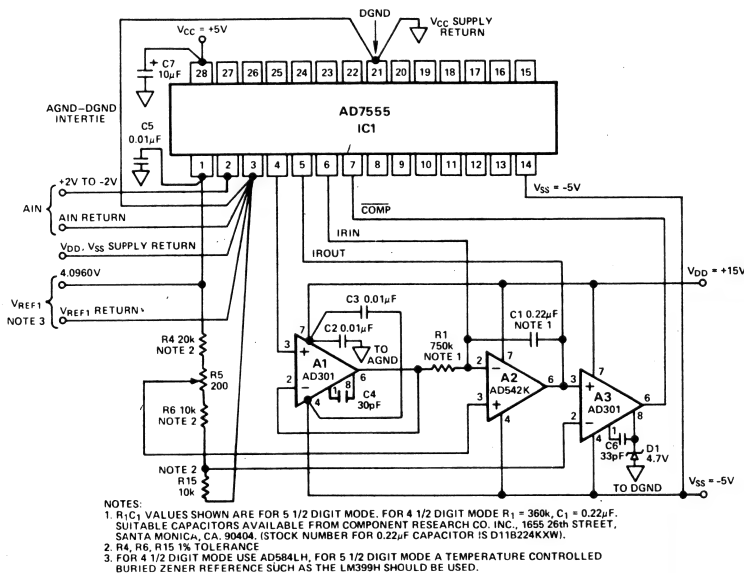 DGND
VCC = +5V
VCC SUPPLY
RETURN
+ C7
10µF
28 27 26 25 24 23 22 21 20 19 18 17 16 15
AGND–DGND
INTERTIE
AD7555
IC1
C5
0.01µF
1 2 3 4 5 6 7 8 9 10 11 12 13 14
+2V TO -2V
AIN
AIN RETURN
VDD, VSS SUPPLY RETURN
4.0960V
VREF1
VREF1 RETURN
NOTE 3
VSS = –5V
COMP
IRIN
IROUT
VDD = +15V
C3 0.01µF
C2 0.01µF
TO
AGND
R1
750k
NOTE 1
C1 0.22µF
NOTE 1
R4 20k
NOTE 2
R5
200
R6 10k
NOTE 2
NOTE 2
R15
10k
7
3 +
A1
AD301
6
2 –
1 8
4
C4
30pF
2 –
7
A2
AD542K
6
3 +
4
3 +
7
A3
AD301
6
2 –
1 8
4
C6
33pF
D1
4.7V
TO DGND
VSS = –5V
NOTES:
1. R1C1 VALUES SHOWN ARE FOR 5 1/2 DIGIT MODE. FOR 4 1/2 DIGIT MODE R1 = 360k, C1 = 0.22µF.
SUITABLE CAPACITORS AVAILABLE FROM COMPONENT RESEARCH CO. INC., 1655 26th STREET,
SANTA MONICA, CA. 90404. (STOCK NUMBER FOR 0.22µF CAPACITOR IS D11B224KXW).
2. R4, R6, R15 1% TOLERANCE
3. FOR 4 1/2 DIGIT MODE USE AD584LH, FOR 5 1/2 DIGIT MODE A TEMPERATURE CONTROLLED
BURIED ZENER REFERENCE SUCH AS THE LM399H SHOULD BE USED.